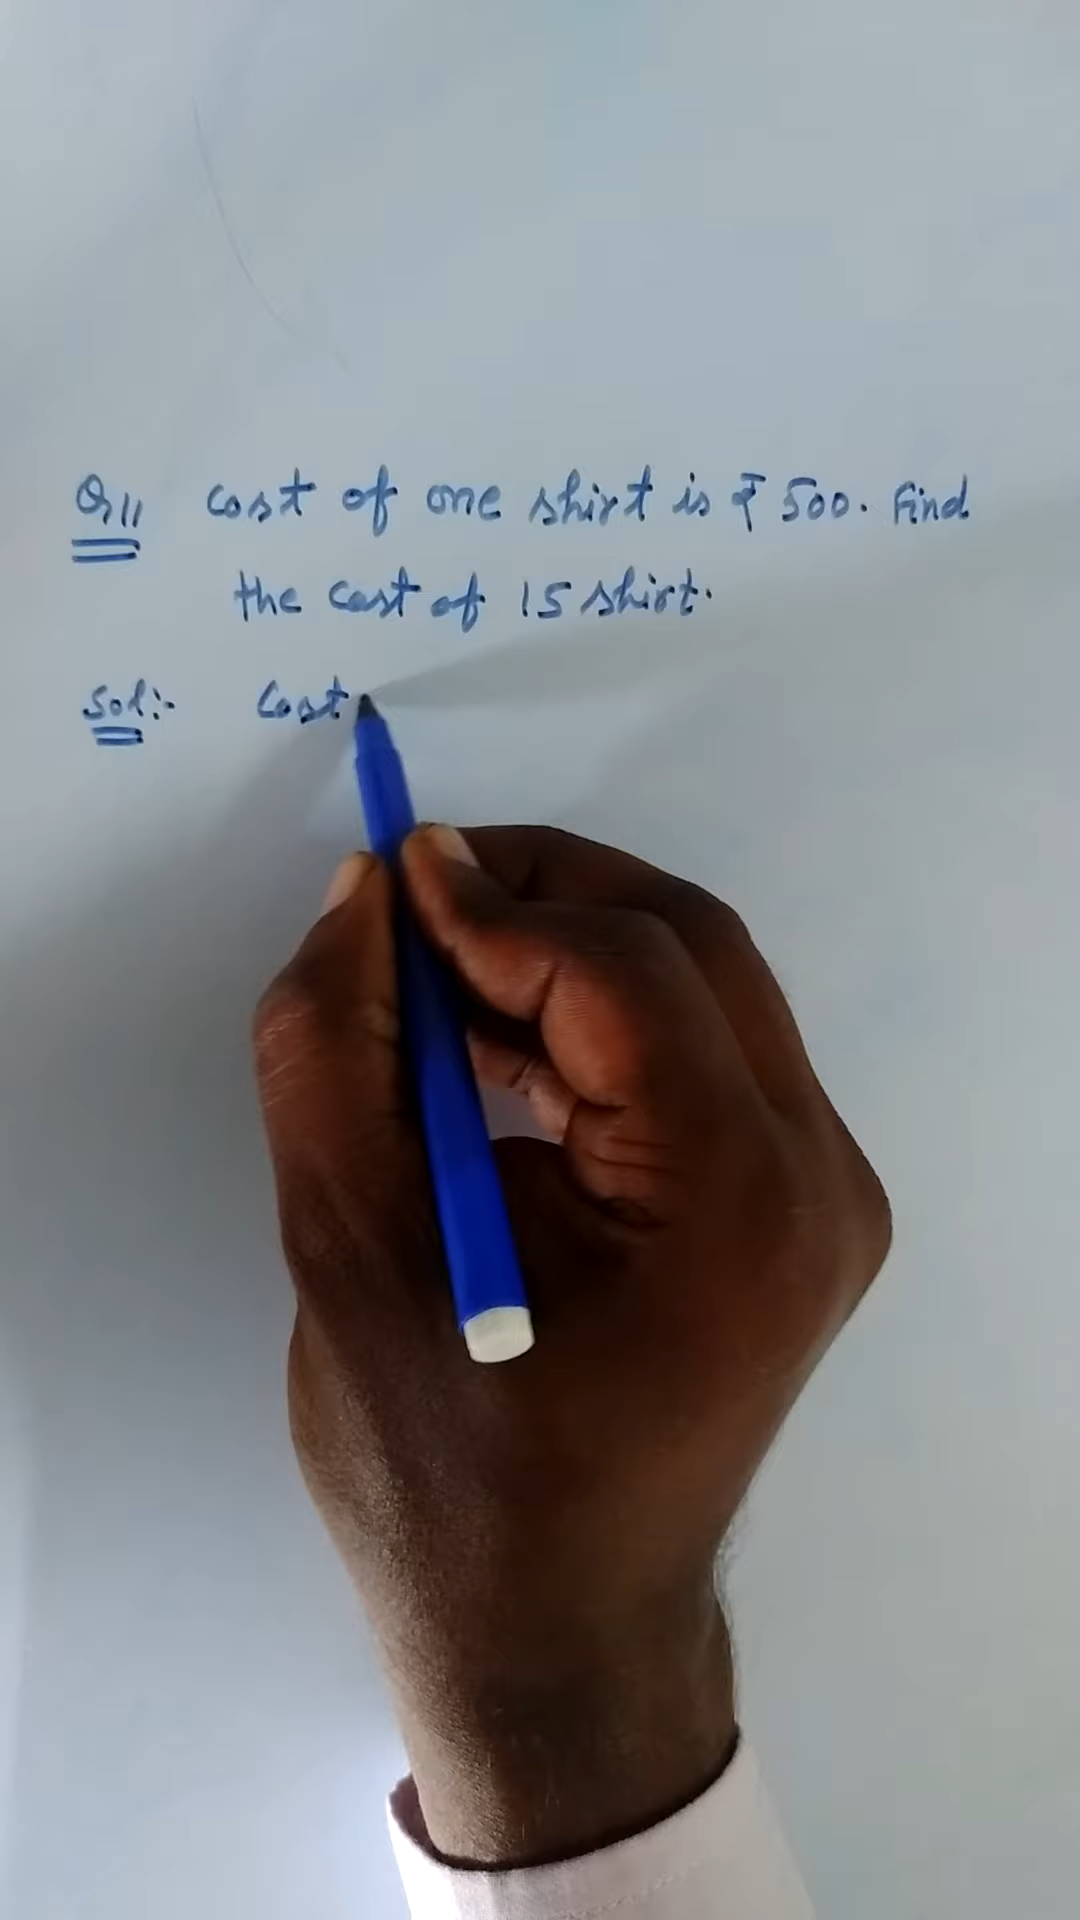 Q11 Cost of one shirt is ₹ 500. Find
the cost of 15 shirt.
Sol:- Cost